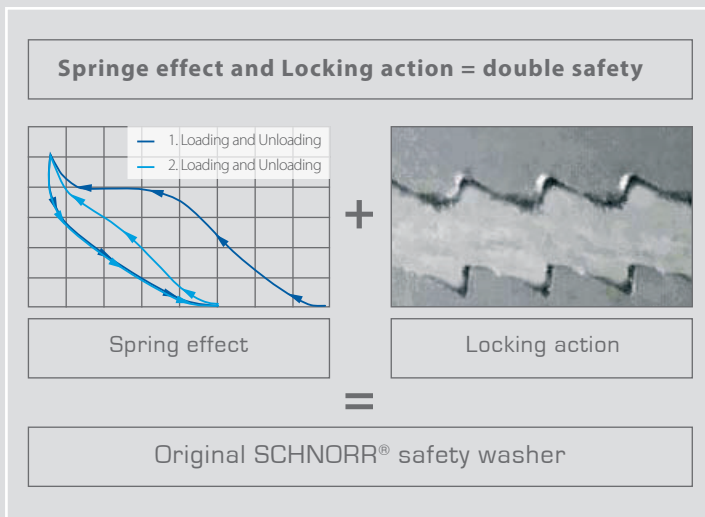 Springe effect and Locking action = double safety
1. Loading and Unloading
2. Loading and Unloading
+
Spring effect
Locking action
=
Original SCHNORR® safety washer